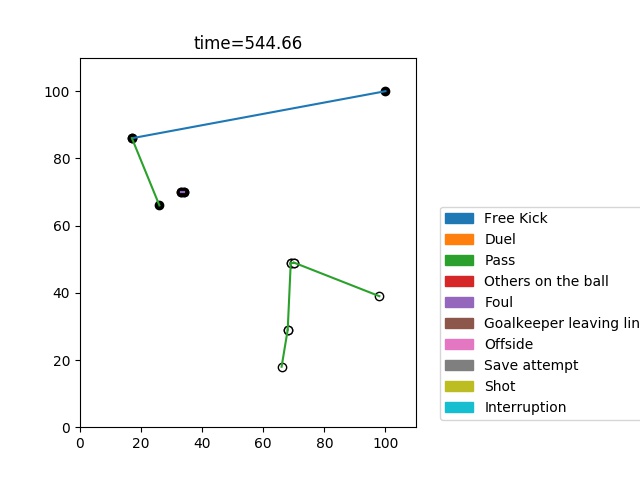 time=544.66
100
80
60
40
20
0
0 20 40 60 80 100
Free Kick
Duel
Pass
Others on the ball
Foul
Goalkeeper leaving lin
Offside
Save attempt
Shot
Interruption